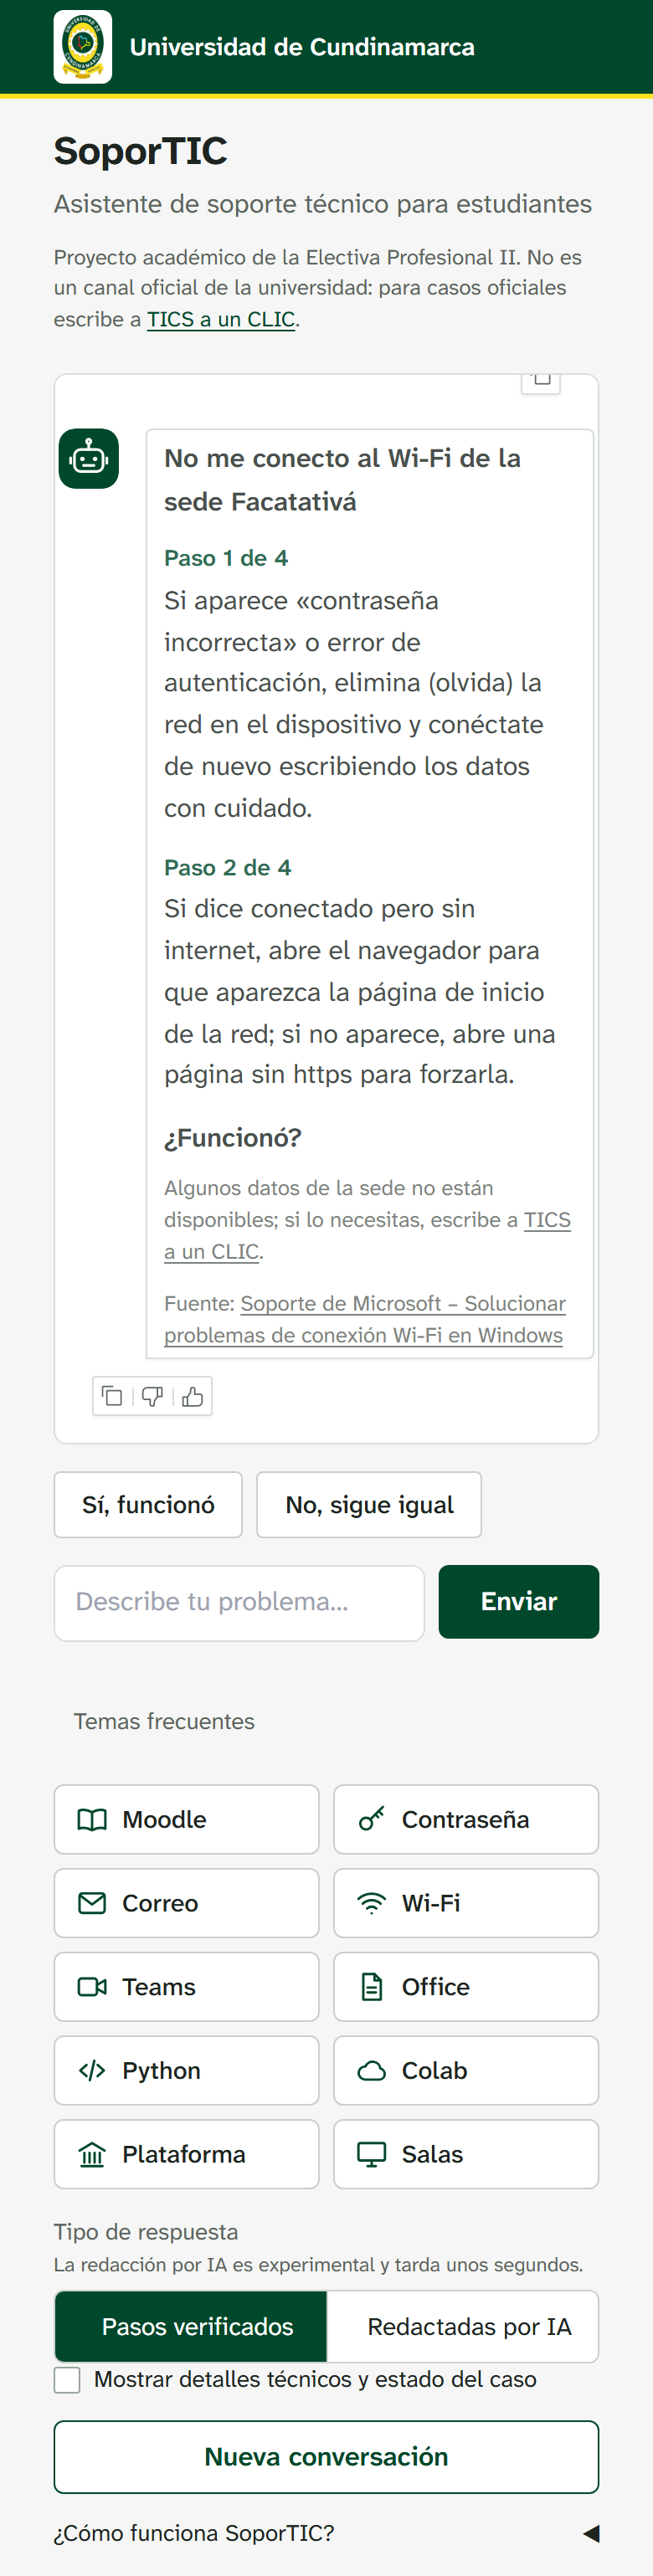 UNIVERSIDAD DE
CUNDINAMARCA
Universidad de Cundinamarca
SoporTIC
Asistente de soporte técnico para estudiantes
Proyecto académico de la Electiva Profesional II. No es
un canal oficial de la universidad: para casos oficiales
escribe a TICS a un CLIC.
No me conecto al Wi-Fi de la
sede Facatativá
Paso 1 de 4
Si aparece «contraseña
incorrecta» o error de
autenticación, elimina (olvida) la
red en el dispositivo y conéctate
de nuevo escribiendo los datos
con cuidado.
Paso 2 de 4
Si dice conectado pero sin
internet, abre el navegador para
que aparezca la página de inicio
de la red; si no aparece, abre una
página sin https para forzarla.
¿Funcionó?
Algunos datos de la sede no están
disponibles; si lo necesitas, escribe a TICS
a un CLIC.
Fuente: Soporte de Microsoft – Solucionar
problemas de conexión Wi-Fi en Windows
Sí, funcionó
No, sigue igual
Describe tu problema...
Enviar
Temas frecuentes
Moodle
Contraseña
Correo
Wi-Fi
Teams
Office
Python
Colab
Plataforma
Salas
Tipo de respuesta
La redacción por IA es experimental y tarda unos segundos.
Pasos verificados
Redactadas por IA
Mostrar detalles técnicos y estado del caso
Nueva conversación
¿Cómo funciona SoporTIC?